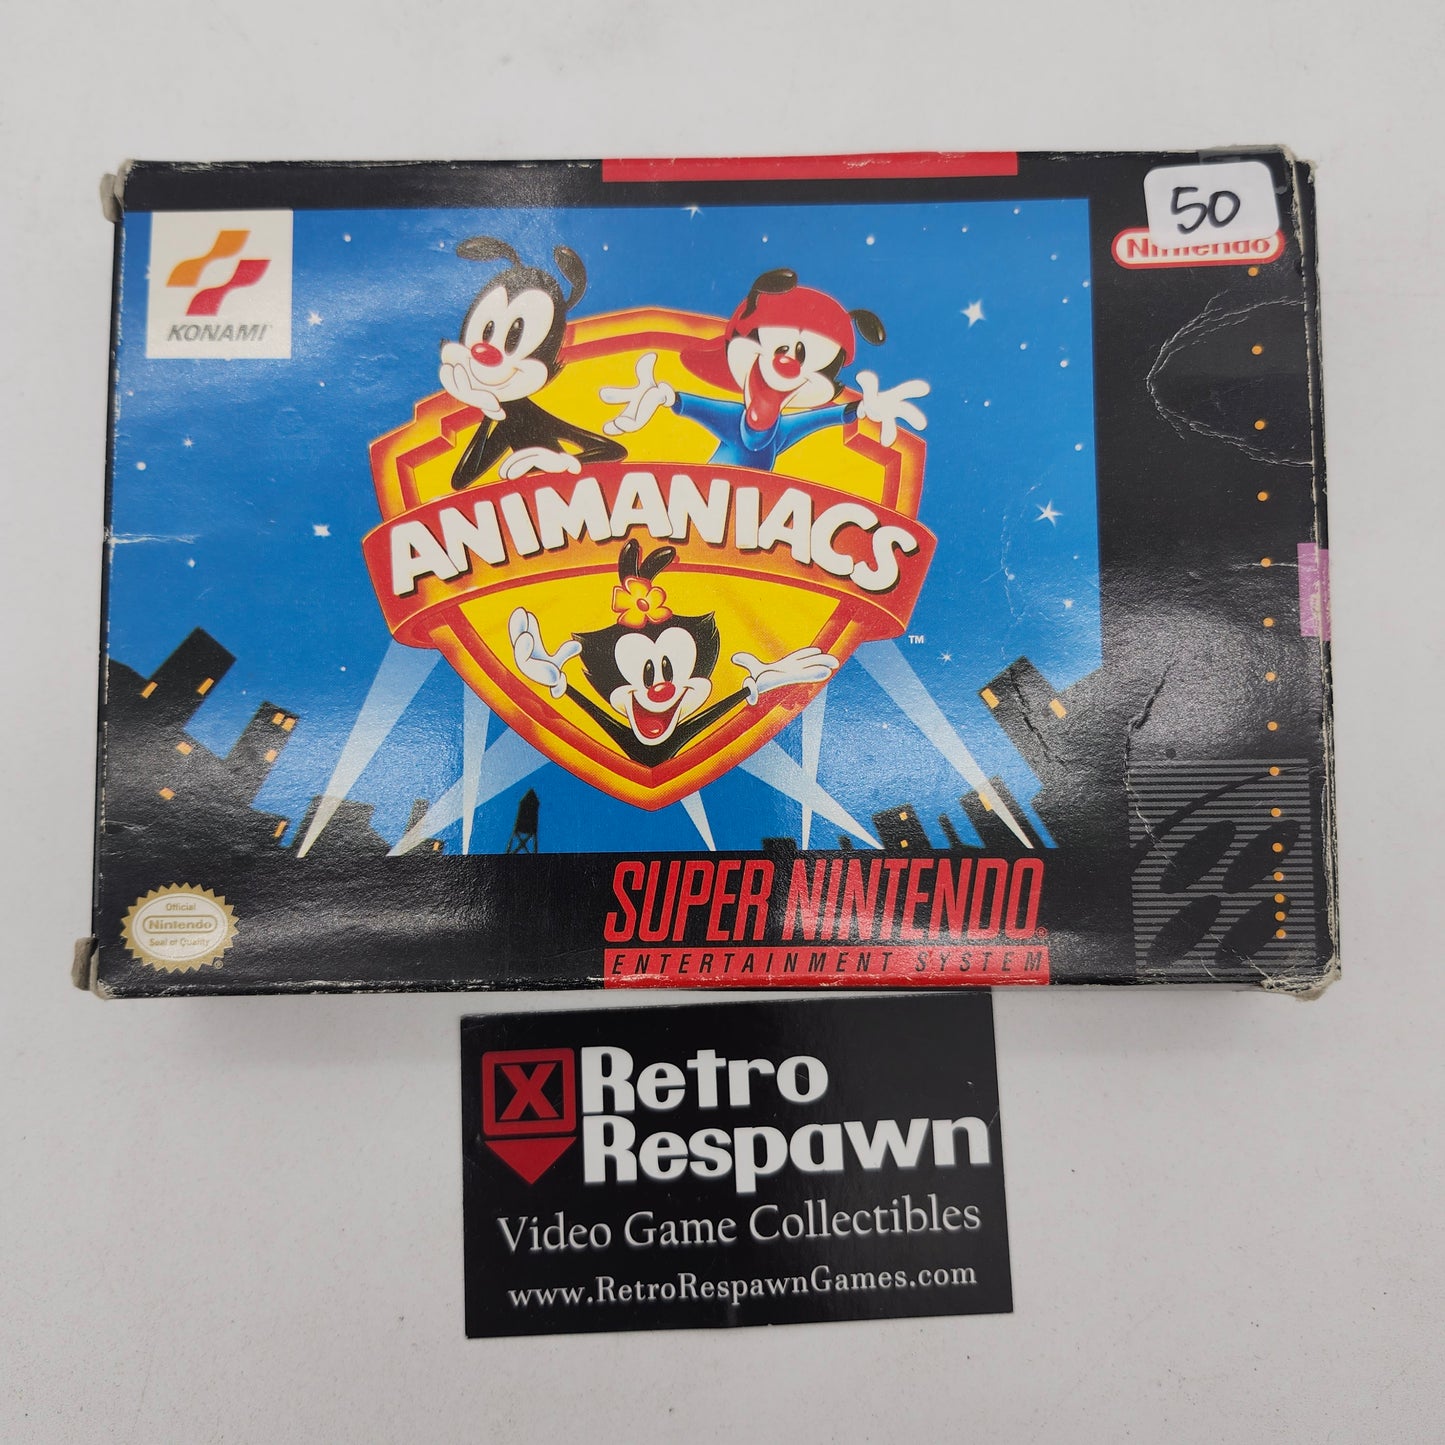 50
Nintendo
KONAMI
ANIMANIACS
TM
Official
Nintendo
Seal of Quality
®
SUPER NINTENDO®
ENTERTAINMENT SYSTEM
X Retro
Respawn
Video Game Collectibles
www.RetroRespawnGames.com